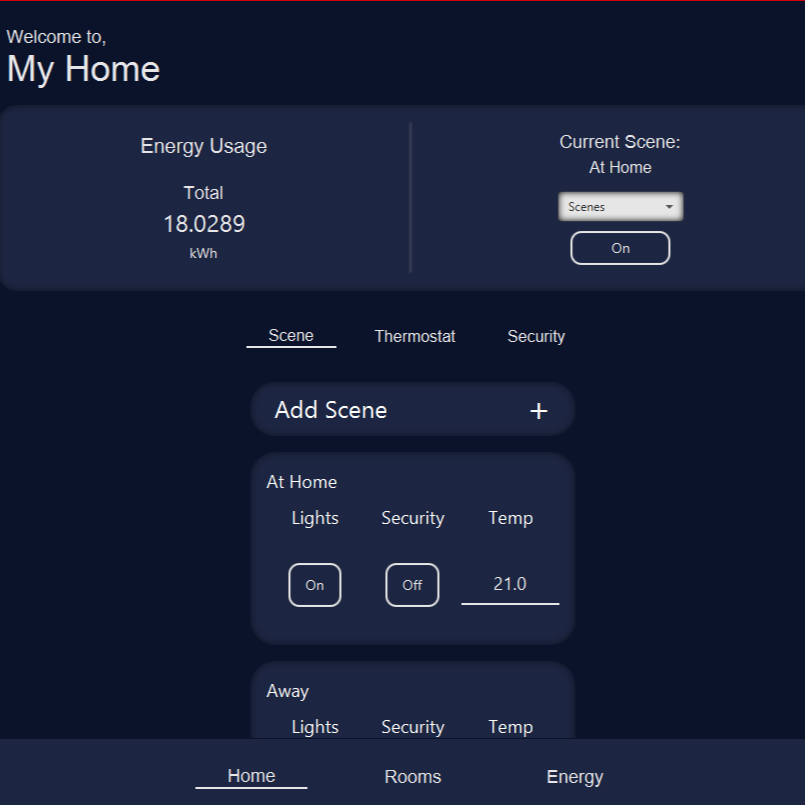 Welcome to,
My Home
Energy Usage
Total
18.0289
kWh
Current Scene:
At Home
Scenes
On
Scene Thermostat Security
Add Scene +
At Home
Lights Security Temp
On Off 21.0
Away
Lights Security Temp
Home Rooms Energy